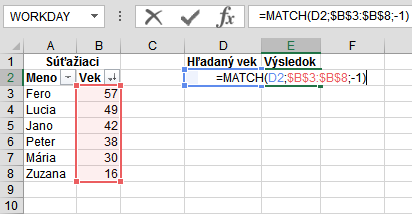 WORKDAY =MATCH(D2;$B$3:$B$8;-1)
A B C D E F
1 Súťažiaci Hľadaný vek Výsledok
2 Meno Vek =MATCH(D2;$B$3:$B$8;-1)
3 Fero 57
4 Lucia 49
5 Jano 42
6 Peter 38
7 Mária 30
8 Zuzana 16
9
10